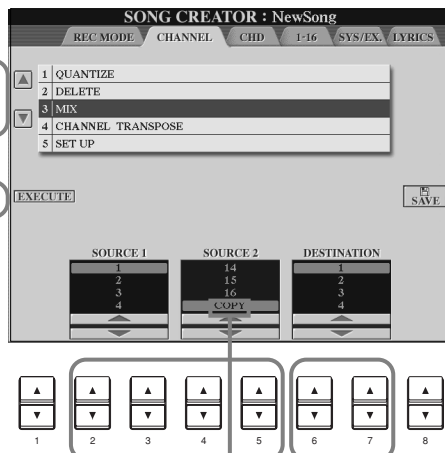 SONG CREATOR : NewSong
REC MODE CHANNEL CHD 1-16 SYS/EX. LYRICS
1 QUANTIZE
2 DELETE
3 MIX
4 CHANNEL TRANSPOSE
5 SET UP
EXECUTE
SAVE
SOURCE 1 SOURCE 2 DESTINATION
1 14 1
2 15 2
3 16 3
4 COPY 4
1 2 3 4 5 6 7 8